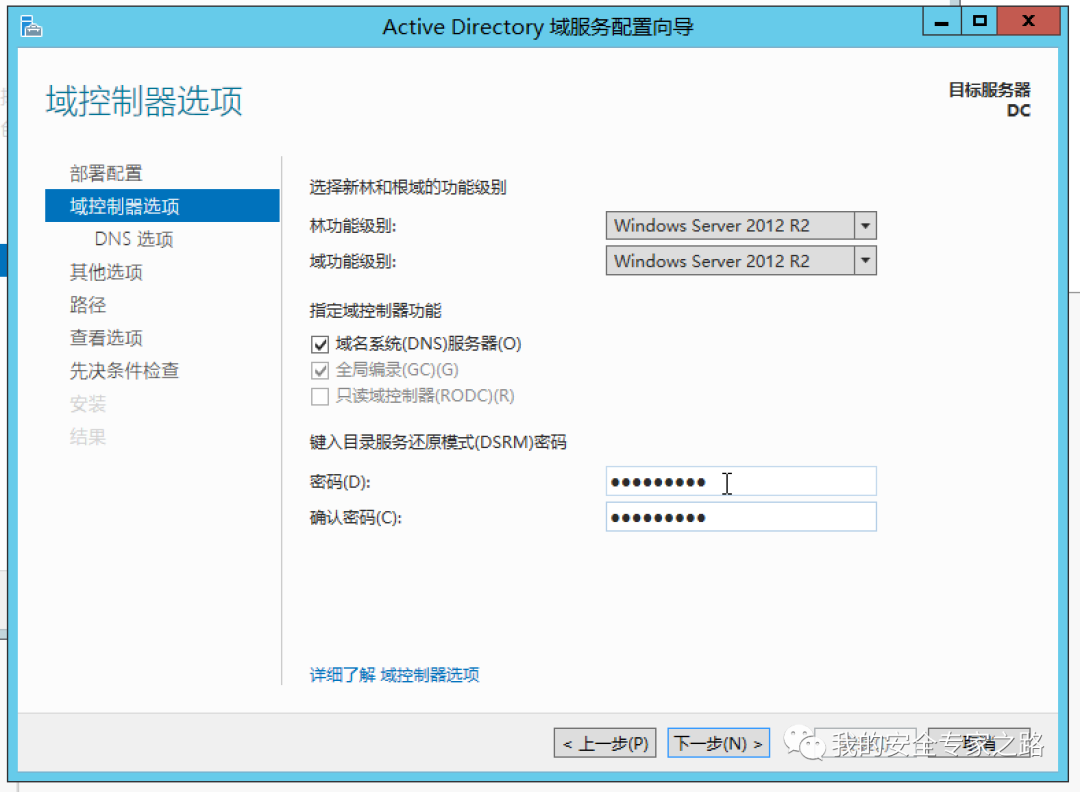 Active Directory 域服务配置向导
域控制器选项
目标服务器
DC
部署配置
域控制器选项
DNS 选项
其他选项
路径
查看选项
先决条件检查
安装
结果
选择新林和根域的功能级别
林功能级别: Windows Server 2012 R2
域功能级别: Windows Server 2012 R2
指定域控制器功能
域名系统(DNS)服务器(O)
全局编录(GC)(G)
只读域控制器(RODC)(R)
键入目录服务还原模式(DSRM)密码
密码(D): ●●●●●●●●●
确认密码(C): ●●●●●●●●●
详细了解 域控制器选项
< 上一步(P) 下一步(N) > 取消
我的安全专家之路